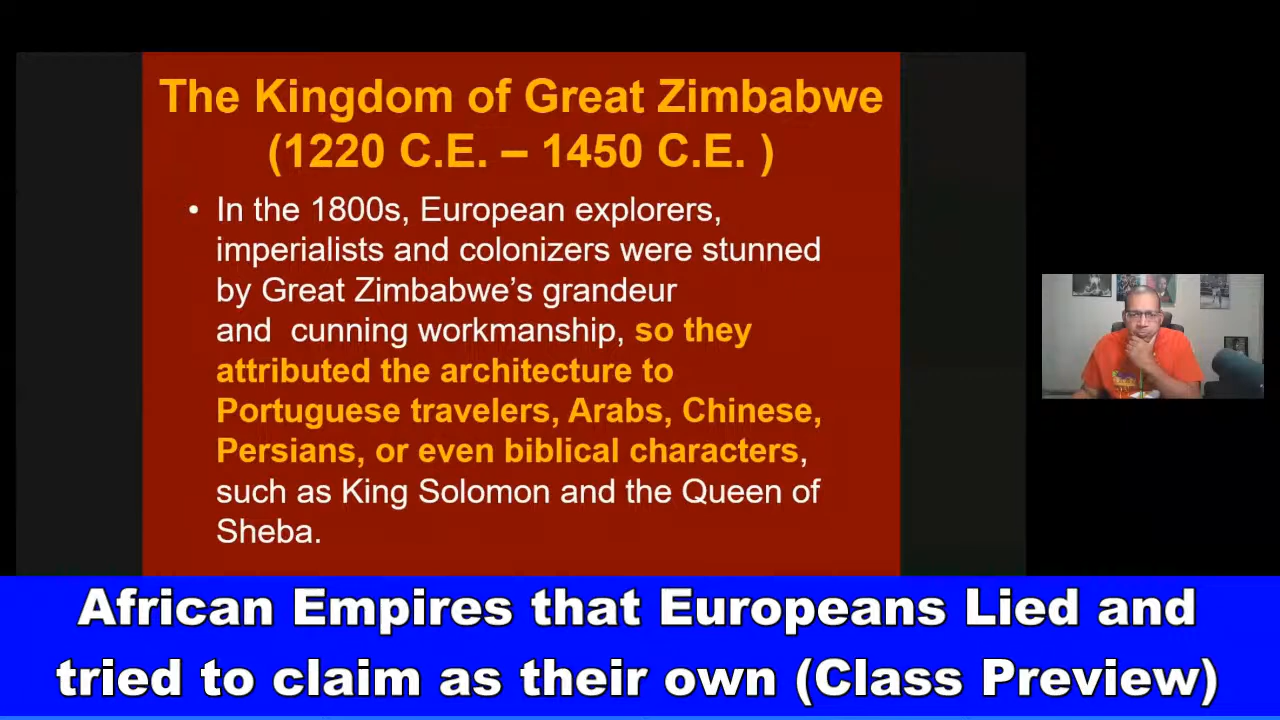 The Kingdom of Great Zimbabwe
(1220 C.E. – 1450 C.E. )
• In the 1800s, European explorers,
imperialists and colonizers were stunned
by Great Zimbabwe's grandeur
and  cunning workmanship, so they
attributed the architecture to
Portuguese travelers, Arabs, Chinese,
Persians, or even biblical characters,
such as King Solomon and the Queen of
Sheba.
African Empires that Europeans Lied and
tried to claim as their own (Class Preview)